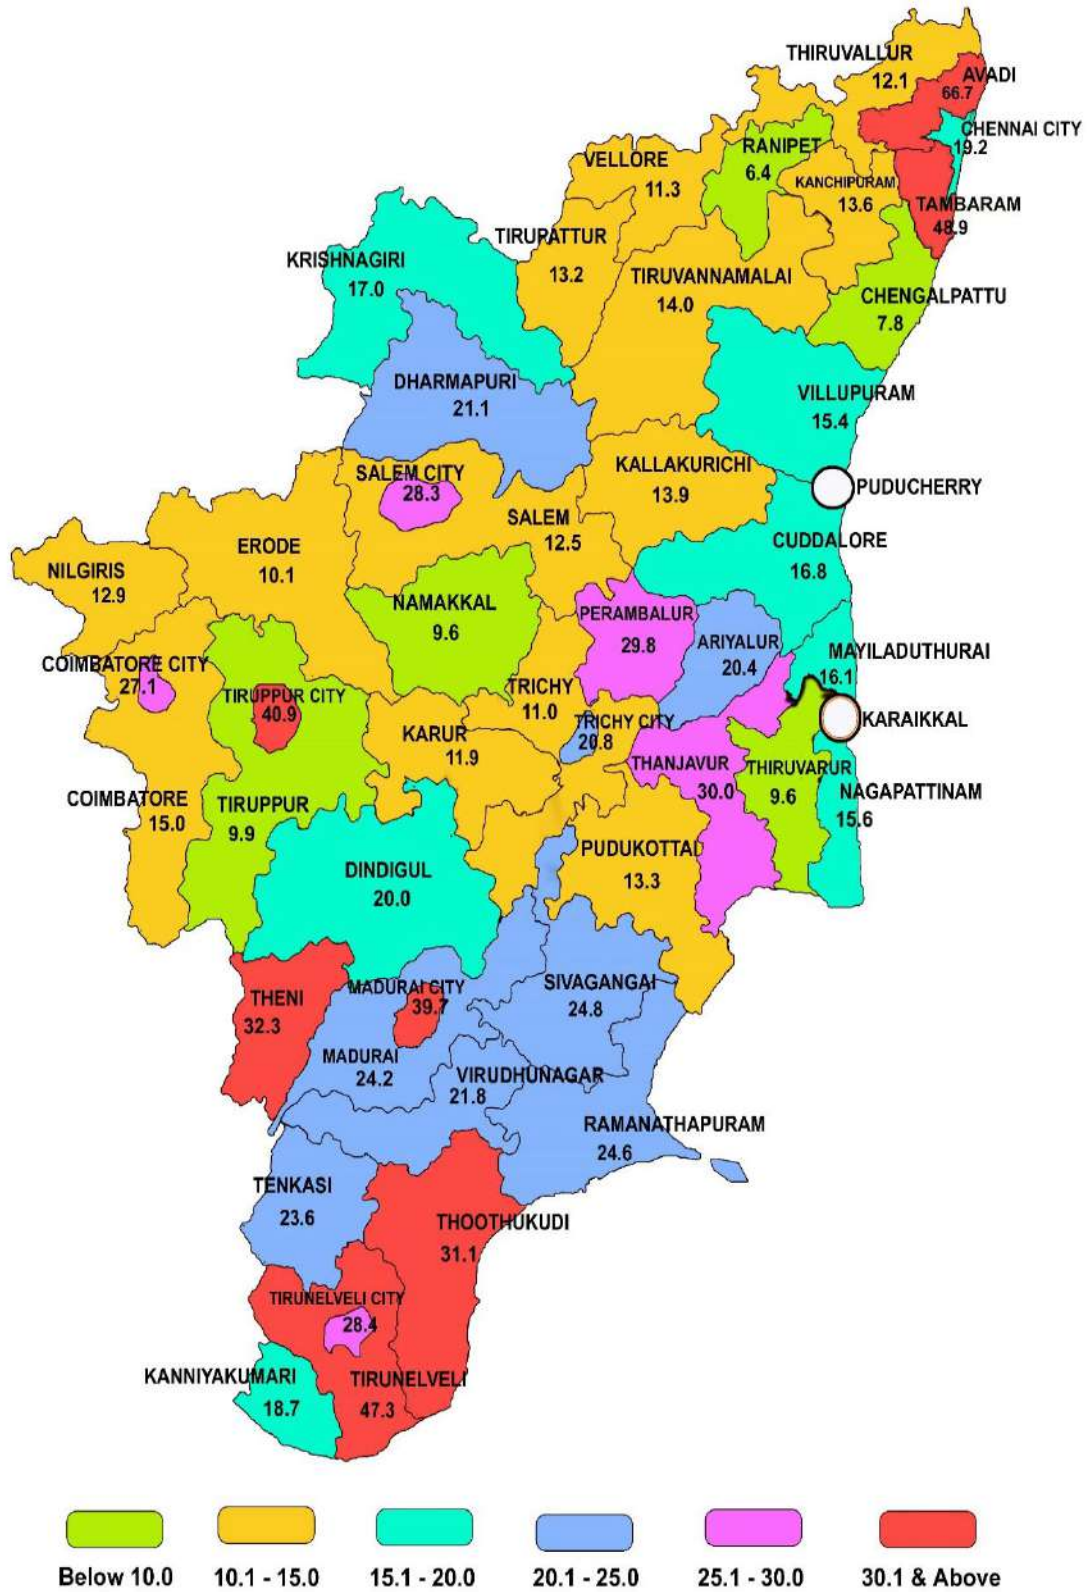 THIRUVALLUR
12.1
AVADI
66.7
CHENNAI CITY
19.2
RANIPET
6.4
VELLORE
11.3
KANCHIPURAM
13.6
TAMBARAM
48.9
TIRUPATTUR
13.2
KRISHNAGIRI
17.0
TIRUVANNAMALAI
14.0
CHENGALPATTU
7.8
DHARMAPURI
21.1
VILLUPURAM
15.4
SALEM CITY
28.3
KALLAKURICHI
13.9
PUDUCHERRY
SALEM
12.5
ERODE
10.1
CUDDALORE
16.8
NILGIRIS
12.9
NAMAKKAL
9.6
PERAMBALUR
29.8
ARIYALUR
20.4
MAYILADUTHURAI
16.1
COIMBATORE CITY
27.1
TIRUPPUR CITY
40.9
TRICHY
11.0
TRICHY CITY
20.8
KARAIKKAL
KARUR
11.9
THANJAVUR
30.0
THIRUVARUR
9.6
NAGAPATTINAM
15.6
COIMBATORE
15.0
TIRUPPUR
9.9
PUDUKOTTAI
13.3
DINDIGUL
20.0
THENI
32.3
MADURAI CITY
39.7
SIVAGANGAI
24.8
MADURAI
24.2
VIRUDHUNAGAR
21.8
RAMANATHAPURAM
24.6
TENKASI
23.6
THOOTHUKUDI
31.1
TIRUNELVELI CITY
28.4
KANNIYAKUMARI
18.7
TIRUNELVELI
47.3
Below 10.0 10.1 - 15.0 15.1 - 20.0 20.1 - 25.0 25.1 - 30.0 30.1 & Above